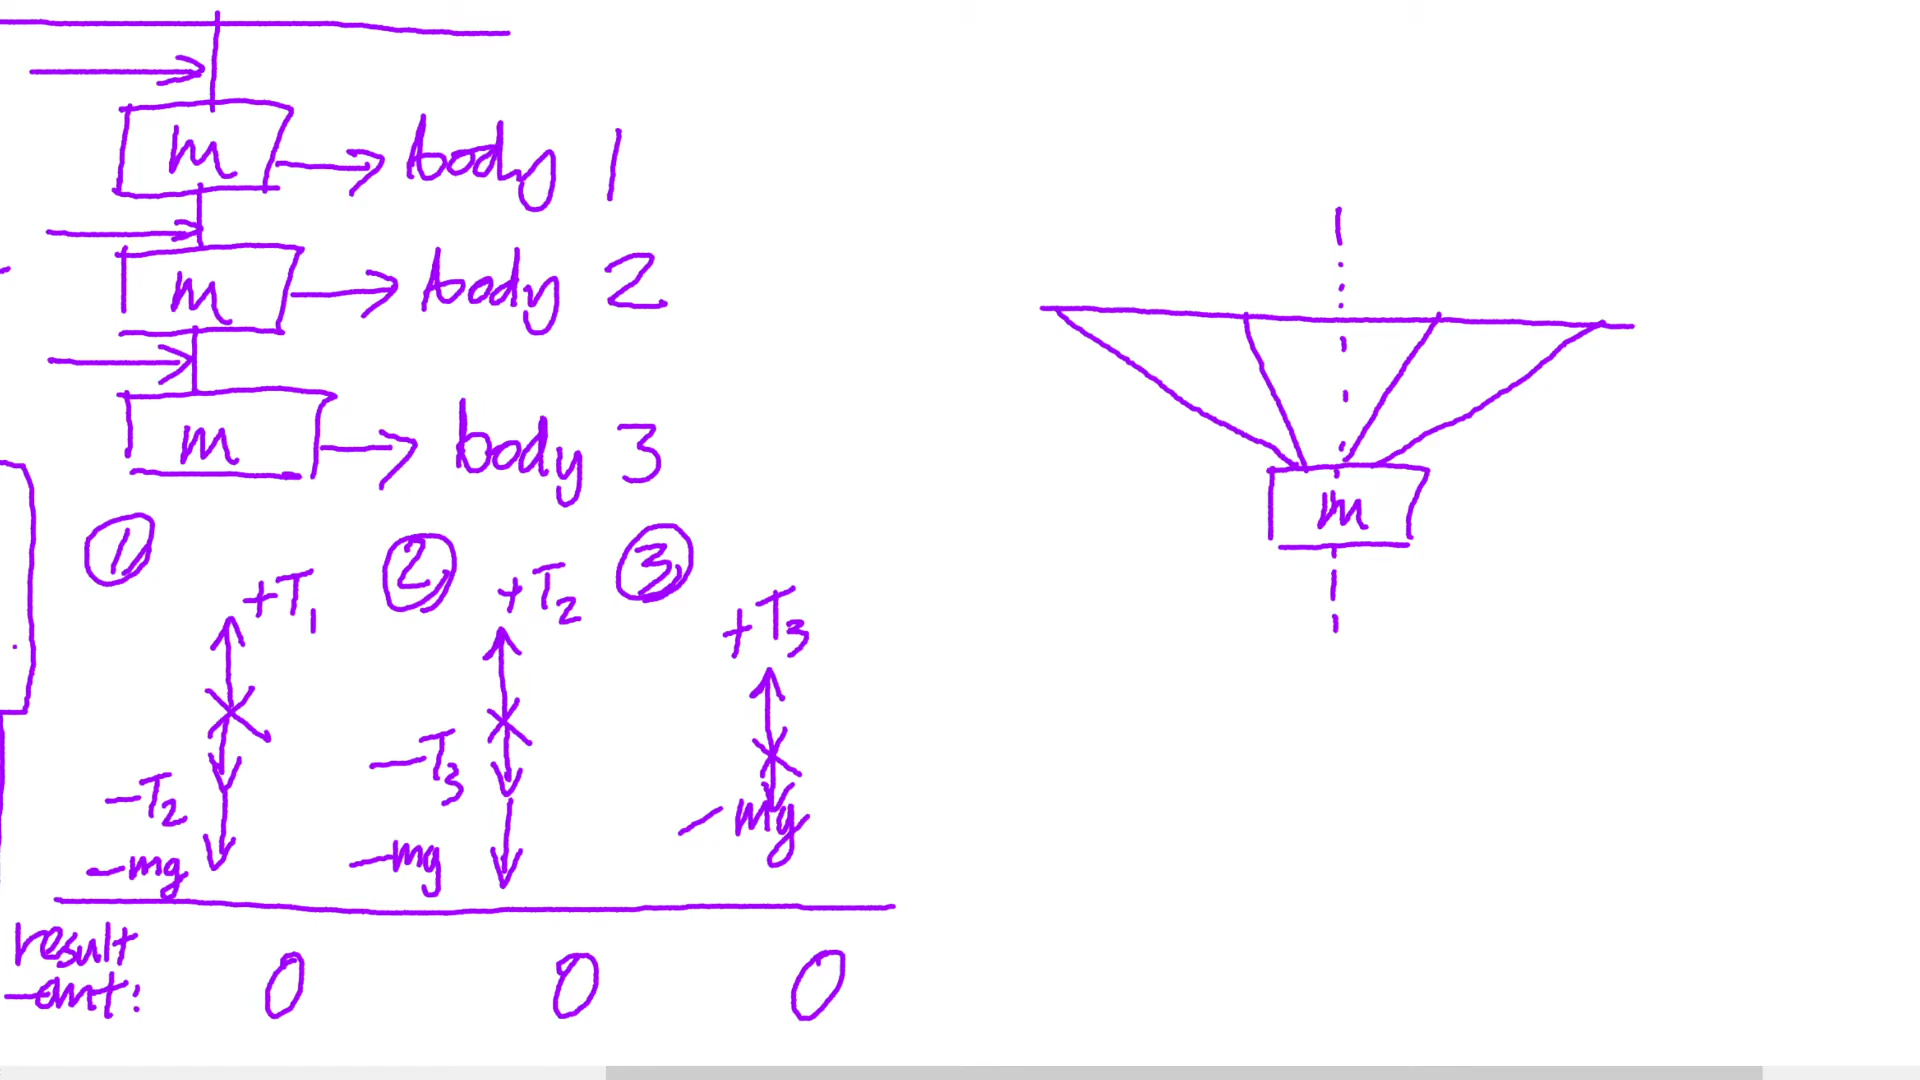 m → body 1
m → body 2
m → body 3
m
① ② ③
+T₁ +T₂ +T₃
-T₂ -T₃ -mg
-mg -mg
result
-ant: 0 0 0